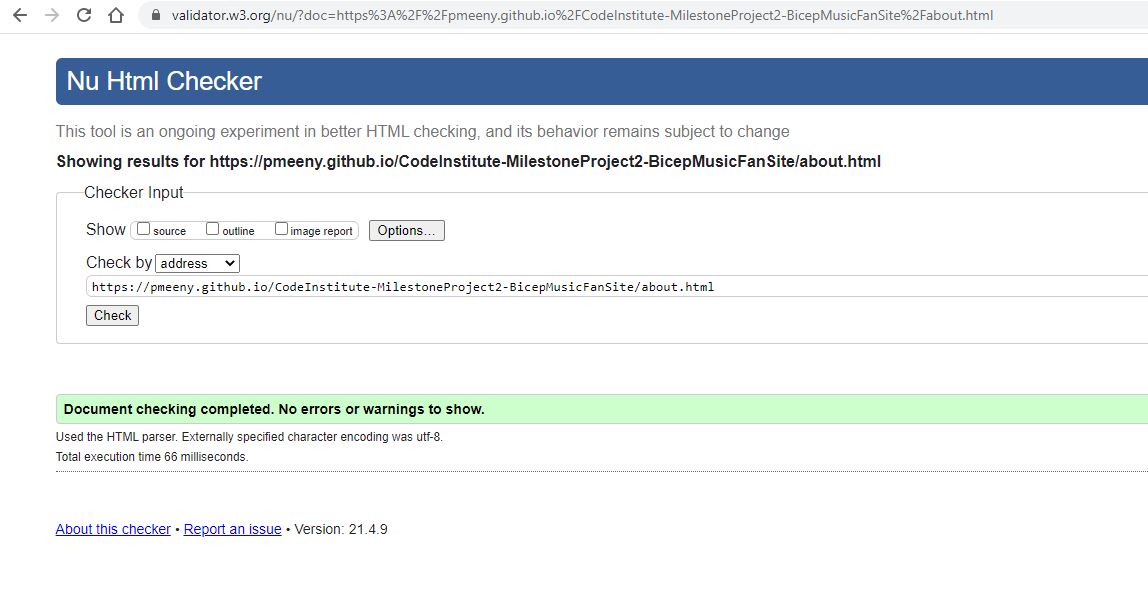 validator.w3.org/nu/?doc=https%3A%2F%2Fpmeeny.github.io%2FCodeInstitute-MilestoneProject2-BicepMusicFanSite%2Fabout.html
Nu Html Checker
This tool is an ongoing experiment in better HTML checking, and its behavior remains subject to change
Showing results for https://pmeeny.github.io/CodeInstitute-MilestoneProject2-BicepMusicFanSite/about.html
Checker Input
Show source outline image report Options...
Check by address
https://pmeeny.github.io/CodeInstitute-MilestoneProject2-BicepMusicFanSite/about.html
Check
Document checking completed. No errors or warnings to show.
Used the HTML parser. Externally specified character encoding was utf-8.
Total execution time 66 milliseconds.
About this checker • Report an issue • Version: 21.4.9